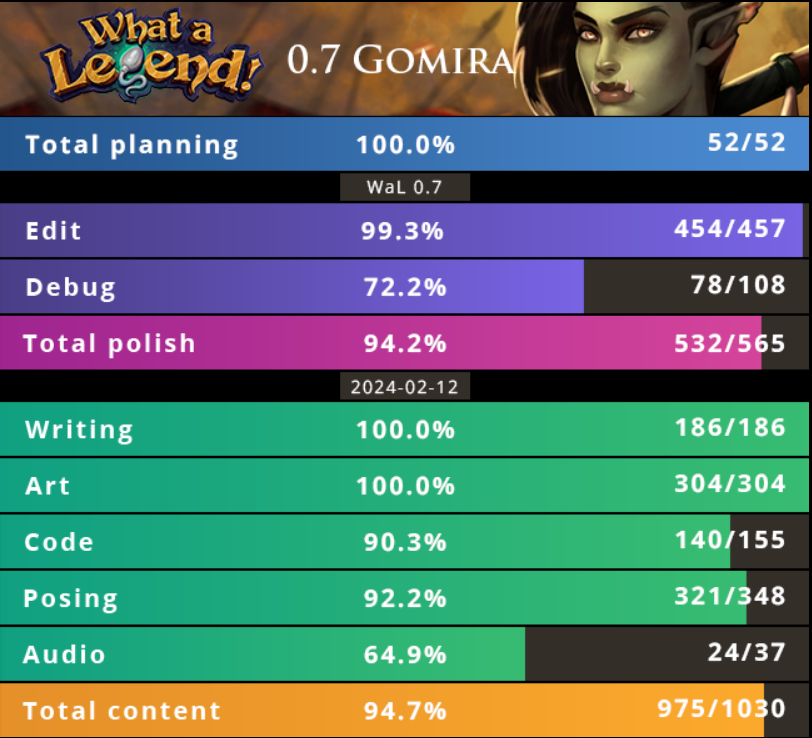 What a
Legend!
0.7 GOMIRA
Total planning 100.0% 52/52
WaL 0.7
Edit 99.3% 454/457
Debug 72.2% 78/108
Total polish 94.2% 532/565
2024-02-12
Writing 100.0% 186/186
Art 100.0% 304/304
Code 90.3% 140/155
Posing 92.2% 321/348
Audio 64.9% 24/37
Total content 94.7% 975/1030